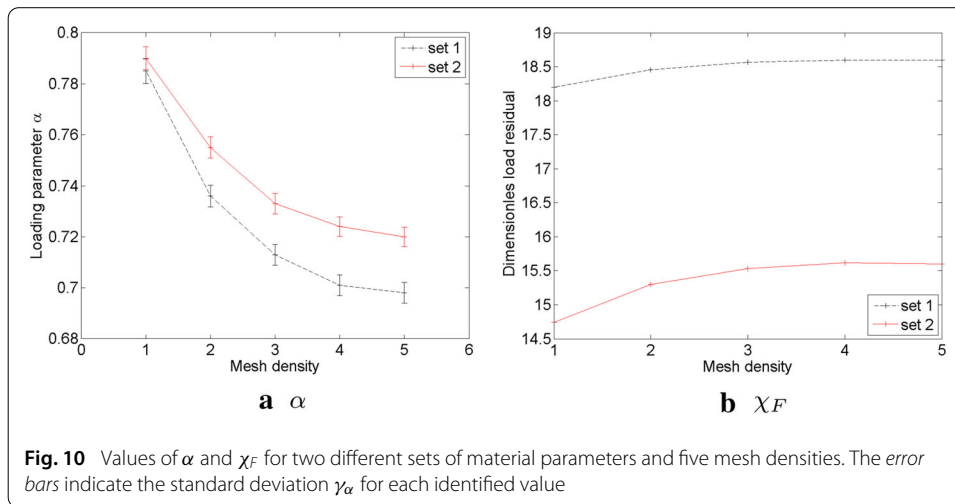 0.8
0.78
0.76
0.74
0.72
0.7
0.68
Loading parameter α
0 1 2 3 4 5 6
Mesh density
set 1
set 2
a α
19
18.5
18
17.5
17
16.5
16
15.5
15
14.5
Dimensionles load residual
1 2 3 4 5
Mesh density
set 1
set 2
b χF
Fig. 10 Values of α and χF for two different sets of material parameters and five mesh densities. The error
bars indicate the standard deviation γα for each identified value